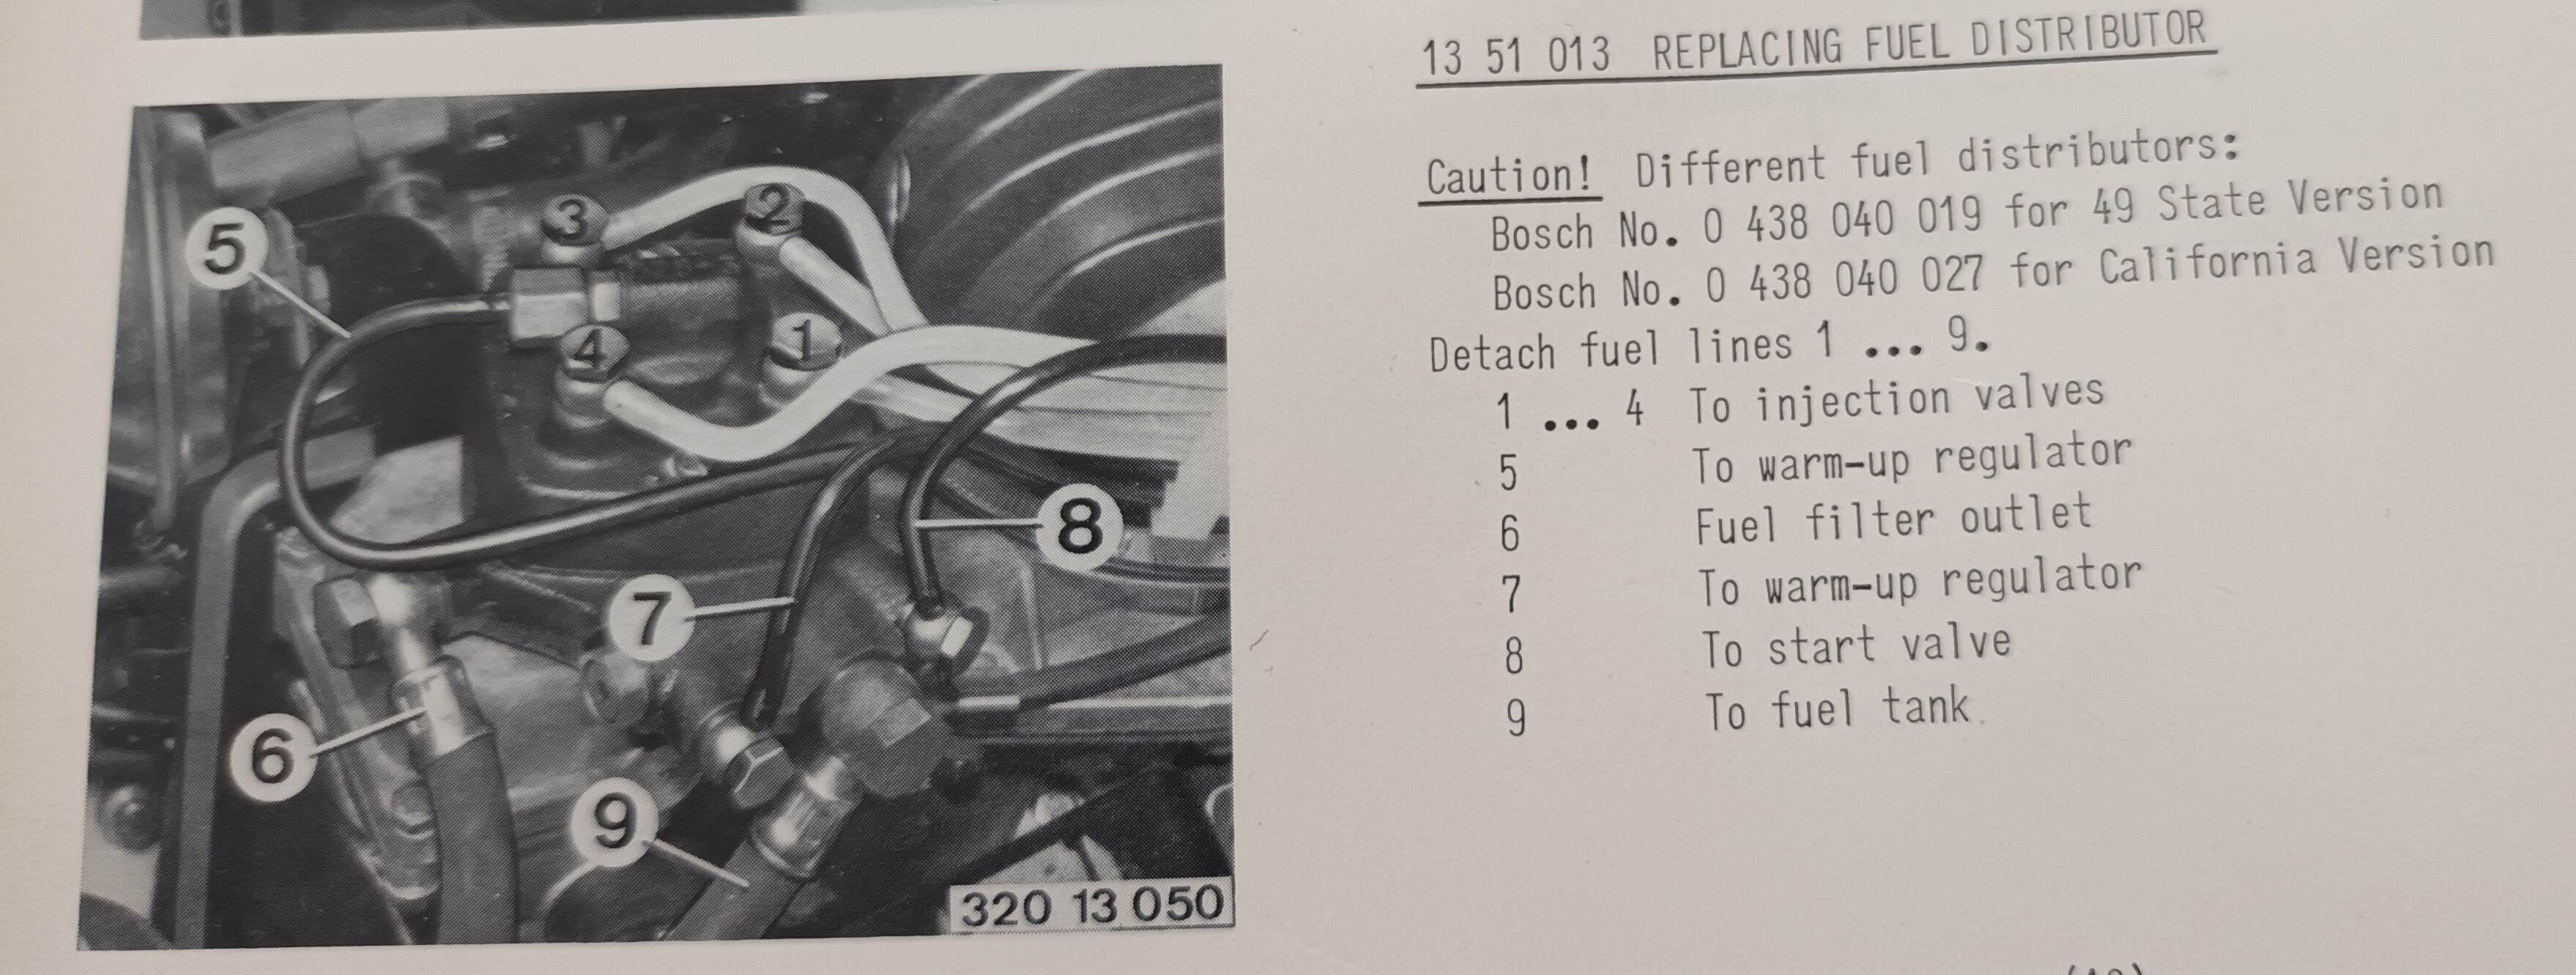 13 51 013 REPLACING FUEL DISTRIBUTOR
Caution! Different fuel distributors:
Bosch No. 0 438 040 019 for 49 State Version
Bosch No. 0 438 040 027 for California Version
Detach fuel lines 1 ... 9.
1 ... 4 To injection valves
5 To warm-up regulator
6 Fuel filter outlet
7 To warm-up regulator
8 To start valve
9 To fuel tank
3
2
5
4
1
8
7
6
9
320 13 050